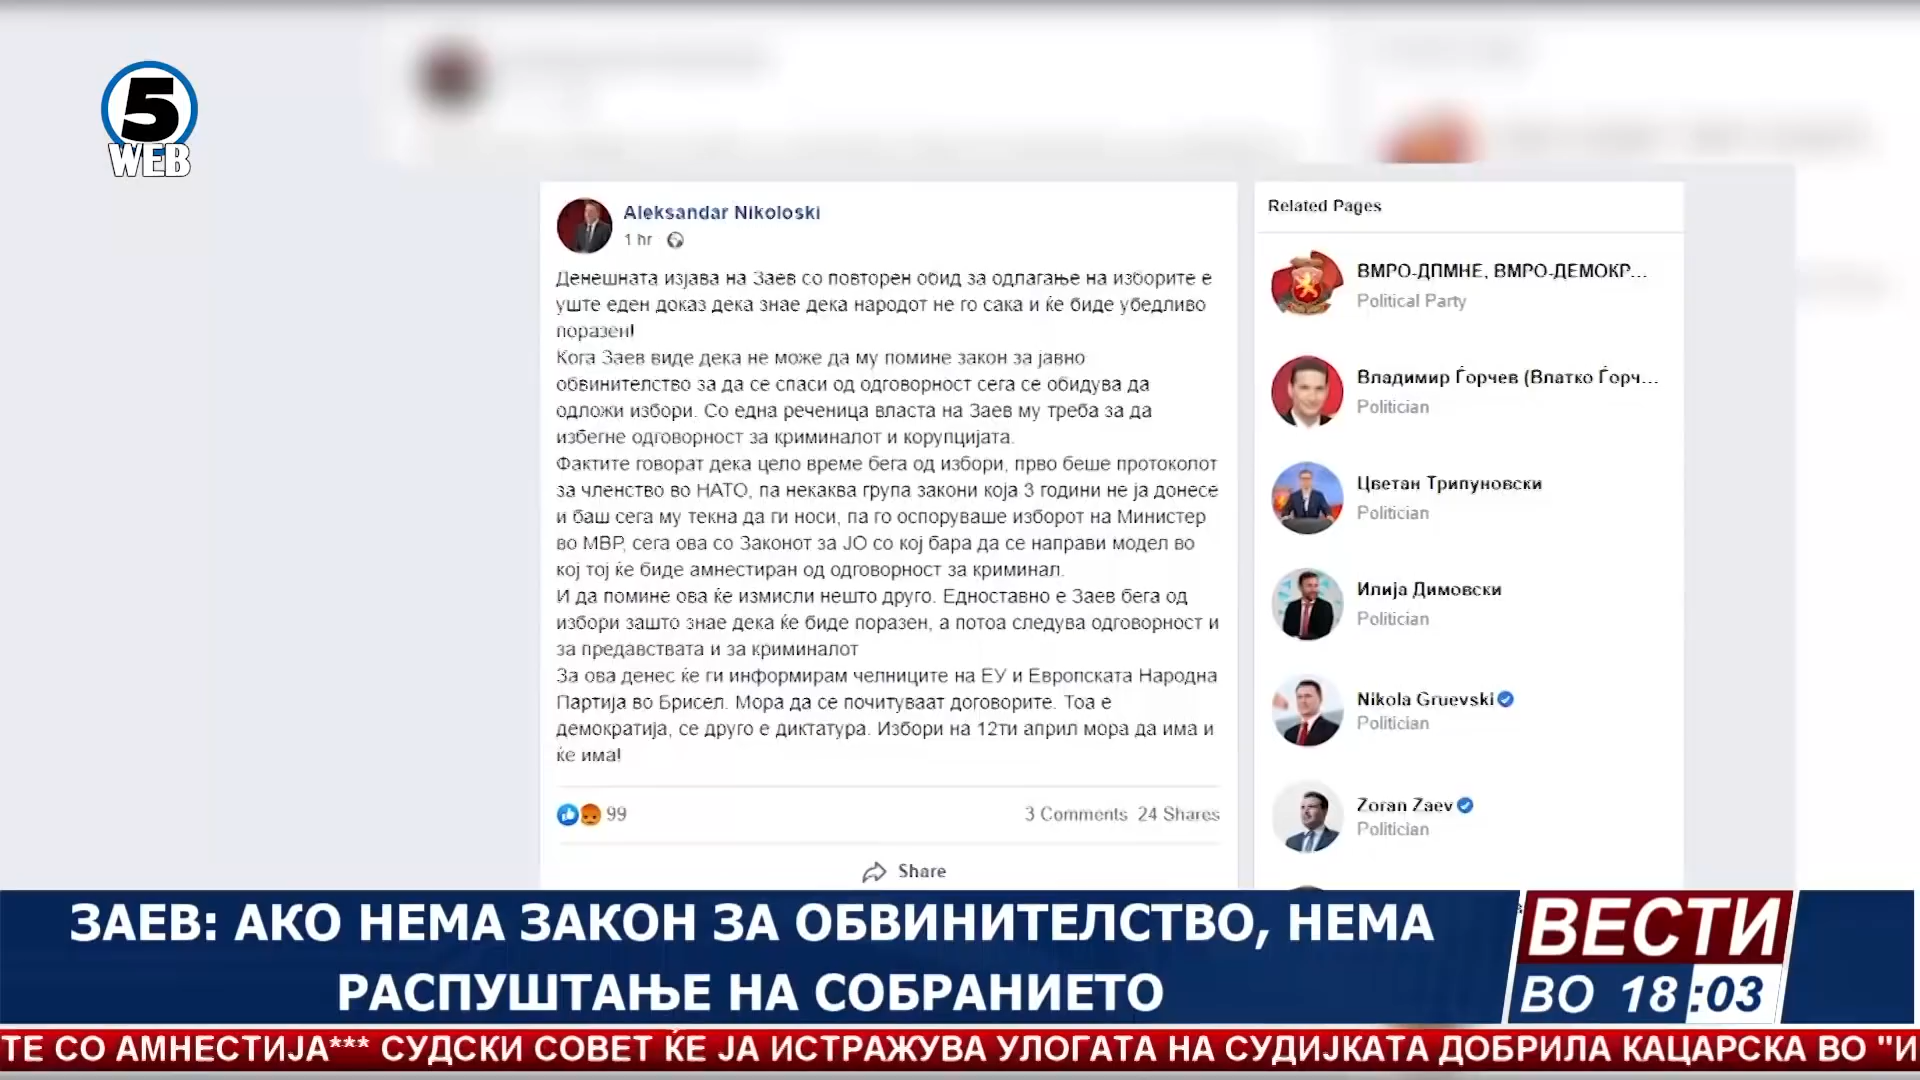 5
WEB
Aleksandar Nikoloski
1 hr
Денешната изјава на Заев со повторен обид за одлагање на изборите е
уште еден доказ дека знае дека народот не го сака и ќе биде убедливо
поразен!
Кога Заев виде дека не може да му помине закон за јавно
обвинителство за да се спаси од одговорност сега се обидува да
одложи избори. Со една реченица власта на Заев му треба за да
избегне одговорност за криминалот и корупцијата.
Фактите говорат дека цело време бега од избори, прво беше протоколот
за членство во НАТО, па некаква група закони која 3 години не ја донесе
и баш сега му текна да ги носи, па го оспоруваше изборот на Министер
во МВР, сега ова со Законот за ЈО со кој бара да се направи модел во
кој тој ќе биде амнестиран од одговорност за криминал.
И да помине ова ќе измисли нешто друго. Едноставно е Заев бега од
избори зашто знае дека ќе биде поразен, а потоа следува одговорност и
за предавствата и за криминалот
За ова денес ќе ги информирам челниците на ЕУ и Европската Народна
Партија во Брисел. Мора да се почитуваат договорите. Тоа е
демократија, се друго е диктатура. Избори на 12ти април мора да има и
ќе има!
99
3 Comments 24 Shares
Share
Related Pages
ВМРО-ДПМНЕ, ВМРО-ДЕМОКР...
Political Party
Владимир Ѓорчев (Влатко Ѓорч...
Politician
Цветан Трипуновски
Politician
Илија Димовски
Politician
Nikola Gruevski
Politician
Zoran Zaev
Politician
ЗАЕВ: АКО НЕМА ЗАКОН ЗА ОБВИНИТЕЛСТВО, НЕМА
РАСПУШТАЊЕ НА СОБРАНИЕТО
ВЕСТИ
ВО 18:03
ТЕ СО АМНЕСТИЈА*** СУДСКИ СОВЕТ ЌЕ ЈА ИСТРАЖУВА УЛОГАТА НА СУДИЈКАТА ДОБРИЛА КАЦАРСКА ВО "И